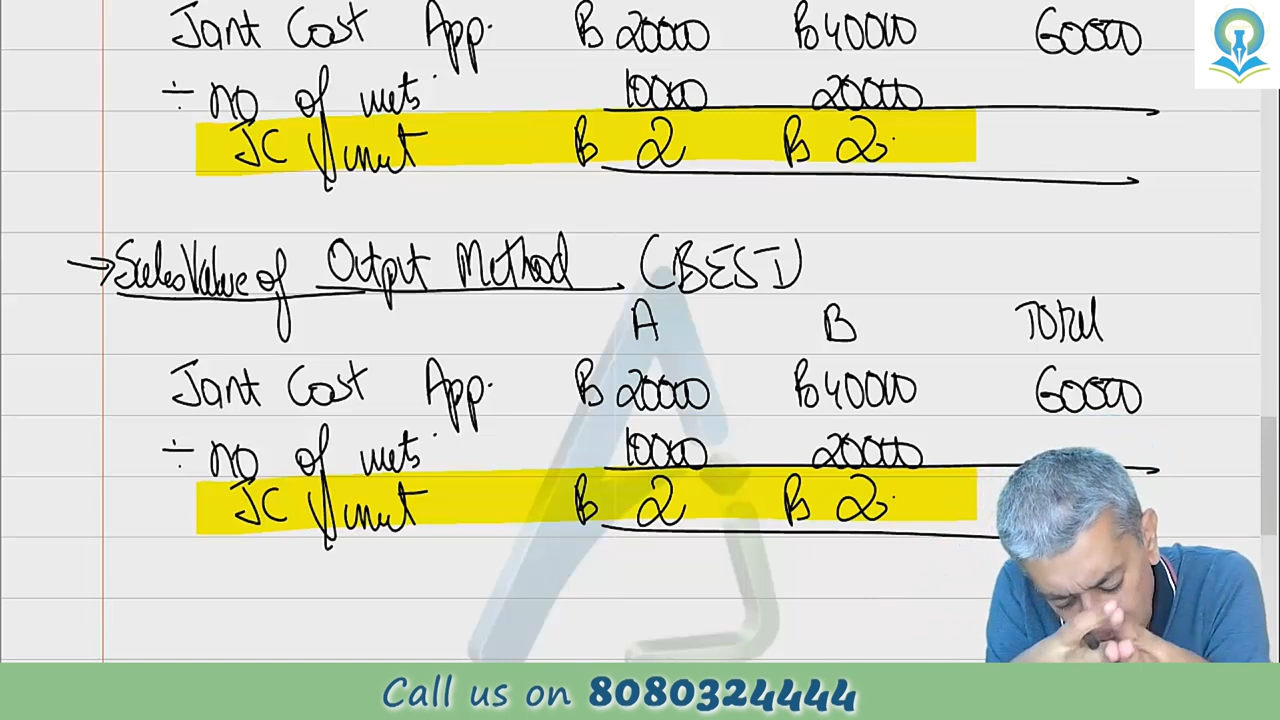 Joint Cost App. ₨ 20000 ₨ 40000 60000
÷ no of units 10000 20000
JC / unit ₨ 2 ₨ 2
→ Sales Value of Output Method (BEST)
A B Total
Joint Cost App. ₨ 20000 ₨ 40000 60000
÷ no of units 10000 20000
JC / unit ₨ 2 ₨ 2
Call us on 8080324444